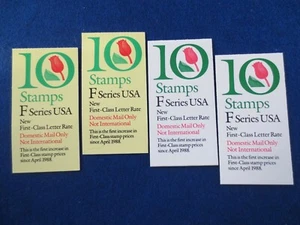 10
Stamps
F Series USA
New
First-Class Letter Rate
Domestic Mail Only
Not International
This is the first increase in
First-Class stamp prices
since April 1988.
10
Stamps
F Series USA
New
First-Class Letter Rate
Domestic Mail Only
Not International
This is the first increase in
First-Class stamp prices
since April 1988.
10
Stamps
F Series USA
New
First-Class Letter Rate
Domestic Mail Only
Not International
This is the first increase in
First-Class stamp prices
since April 1988.
10
Stamps
F Series USA
New
First-Class Letter Rate
Domestic Mail Only
Not International
This is the first increase in
First-Class stamp prices
since April 1988.